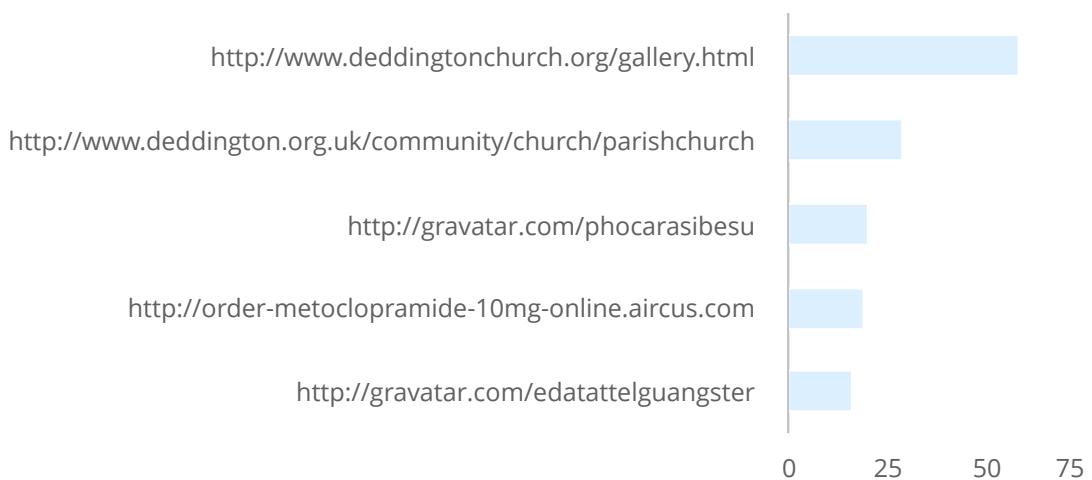 http://www.deddingtonchurch.org/gallery.html
http://www.deddington.org.uk/community/church/parishchurch
http://gravatar.com/phocarasibesu
http://order-metoclopramide-10mg-online.aircus.com
http://gravatar.com/edatattelguangster
0 25 50 75